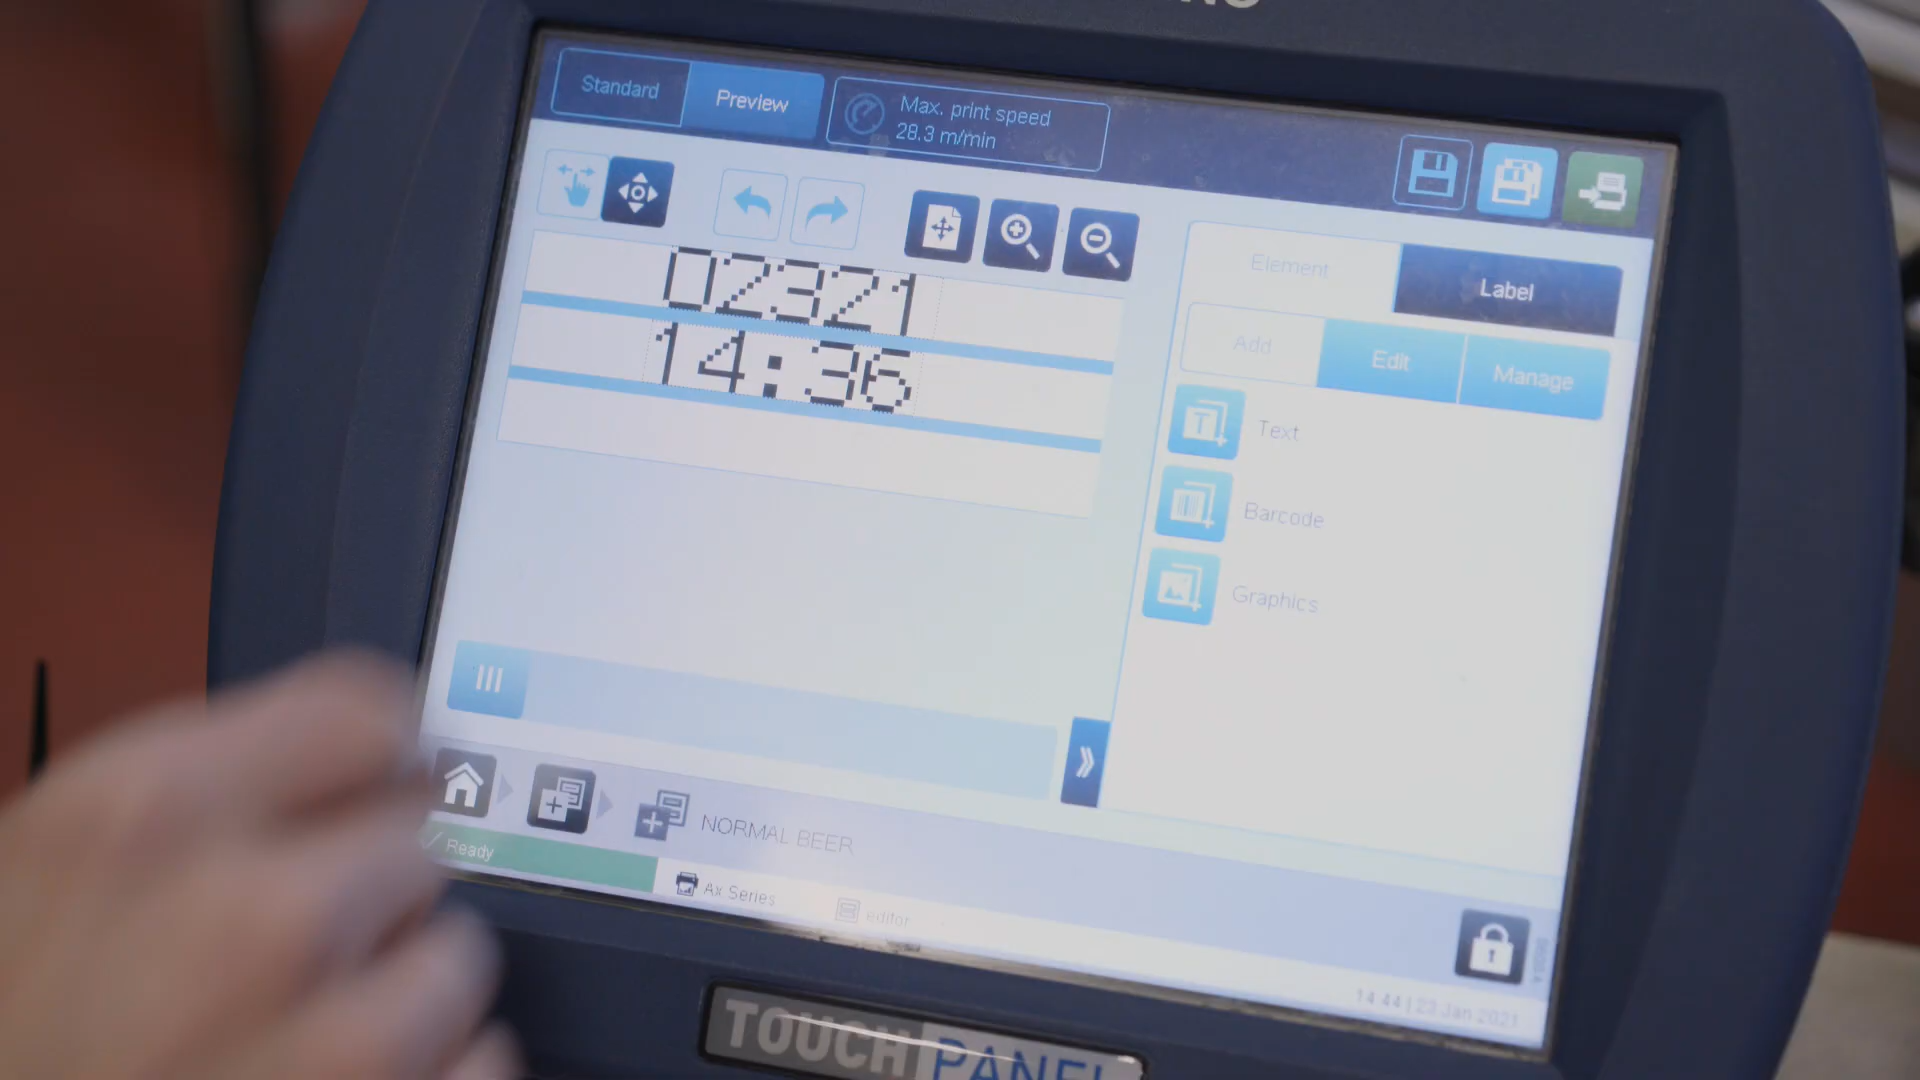 Standard
Preview
Max. print speed
28.3 m/min
02321
14:36
Element
Label
Add
Edit
Manage
Text
Barcode
Graphics
NORMAL BEER
Ready
Ax Series
editor
14:44 | 23 Jan 2021
TOUCH PANEL